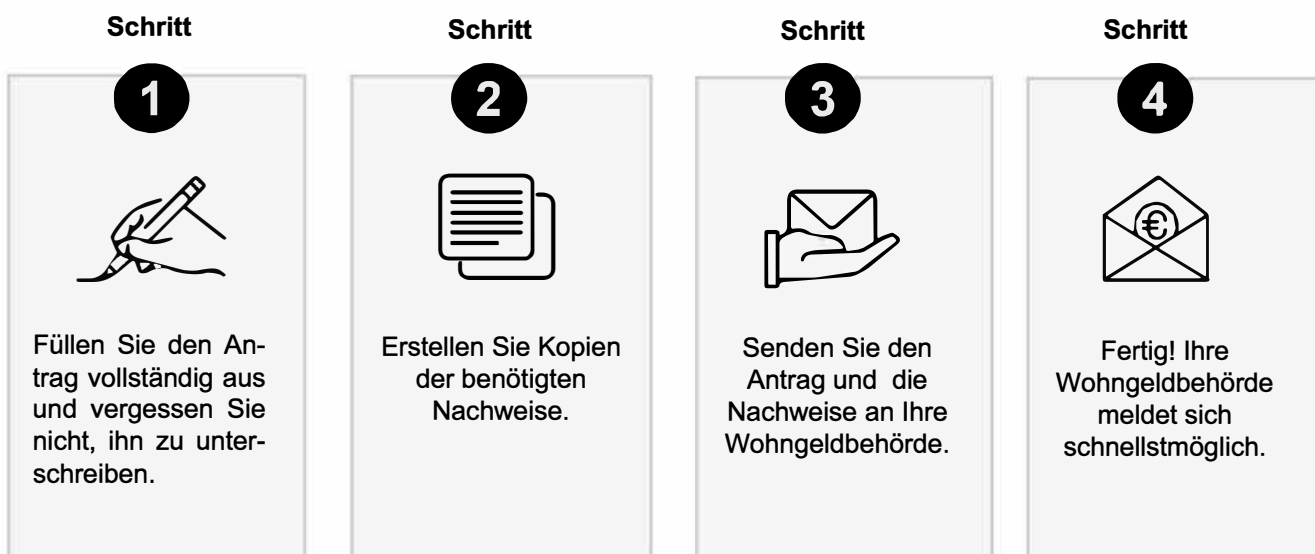 Schritt
1
Füllen Sie den An-
trag vollständig aus
und vergessen Sie
nicht, ihn zu unter-
schreiben.
Schritt
2
Erstellen Sie Kopien
der benötigten
Nachweise.
Schritt
3
Senden Sie den
Antrag und die
Nachweise an Ihre
Wohngeldbehörde.
Schritt
4
€
Fertig! Ihre
Wohngeldbehörde
meldet sich
schnellstmöglich.